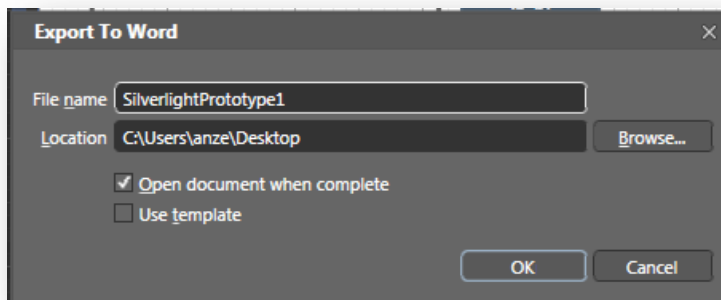 Export To Word
File name SilverlightPrototype1
Location C:\Users\anze\Desktop Browse...
Open document when complete
Use template
OK Cancel